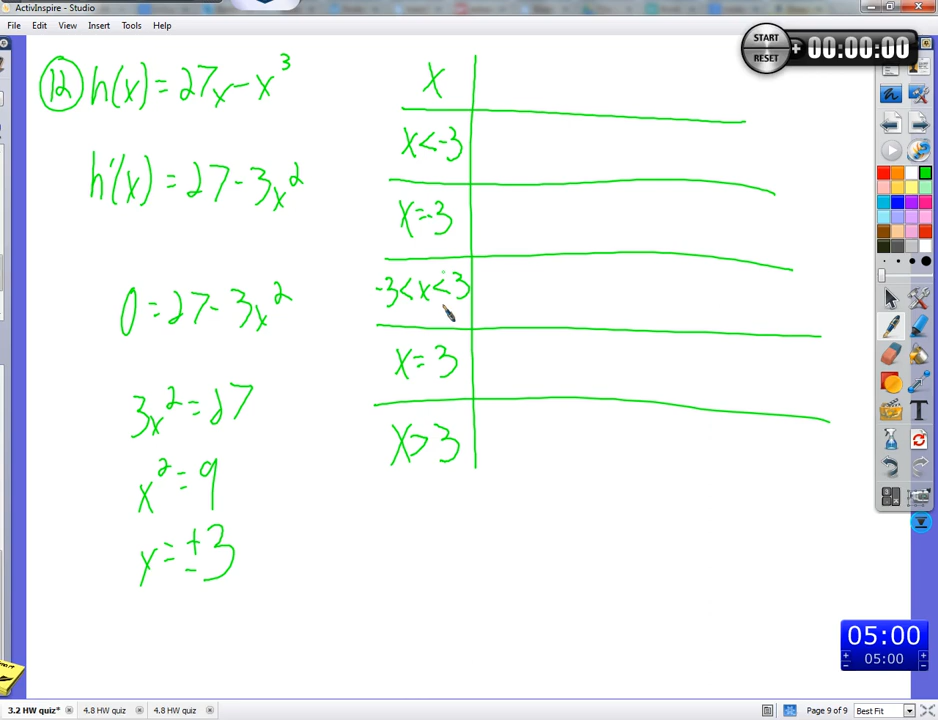 ActivInspire - Studio
File Edit View Insert Tools Help
START
RESET
00:00:00
12 h(x) = 27x - x³
h'(x) = 27 - 3x²
0 = 27 - 3x²
3x² = 27
x² = 9
x = ±3
x
x < -3
x = -3
-3 < x < 3
x = 3
x > 3
05:00
05:00
3.2 HW quiz* 4.8 HW quiz 4.8 HW quiz
Page 9 of 9 Best Fit